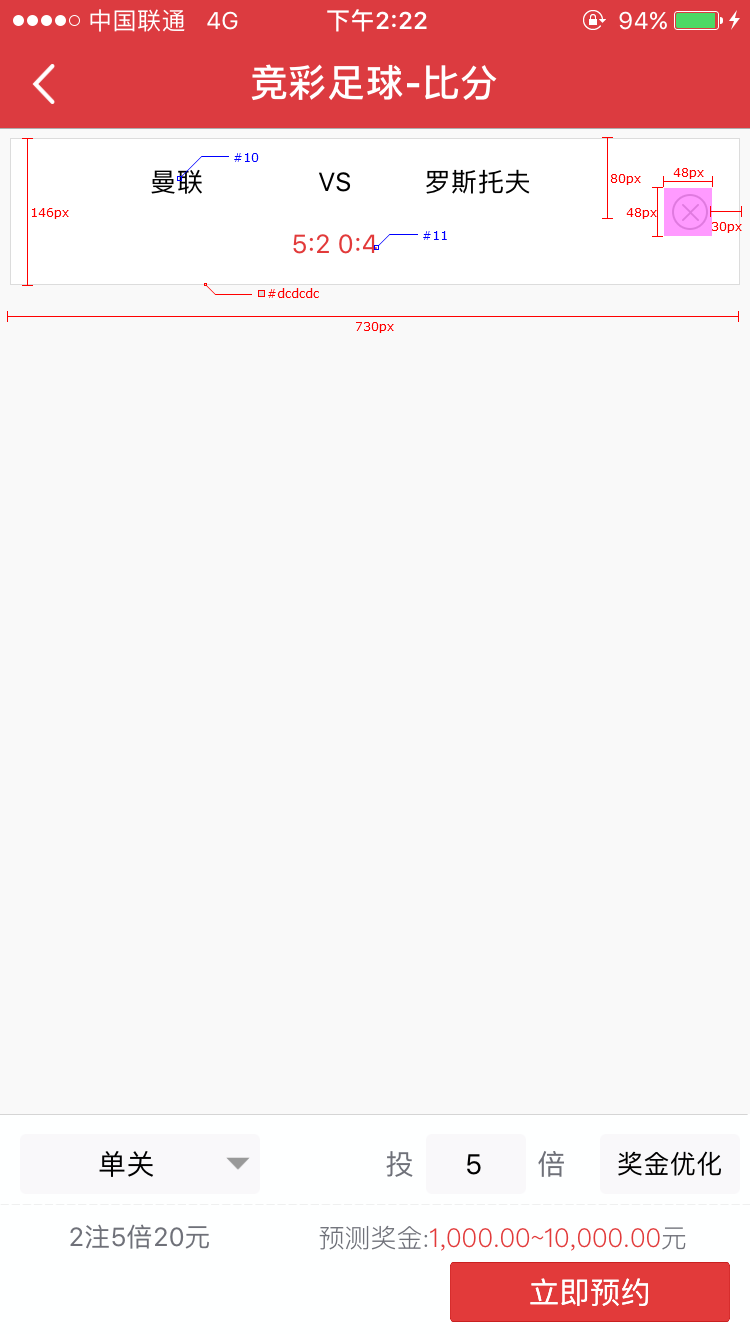 中国联通 4G 下午2:22 94%
竞彩足球-比分
#10
曼联 VS 罗斯托夫
80px
48px
146px
48px
30px
5:2 0:4
#11
#dcdcdc
730px
单关 投 5 倍 奖金优化
2注5倍20元 预测奖金:1,000.00~10,000.00元
立即预约